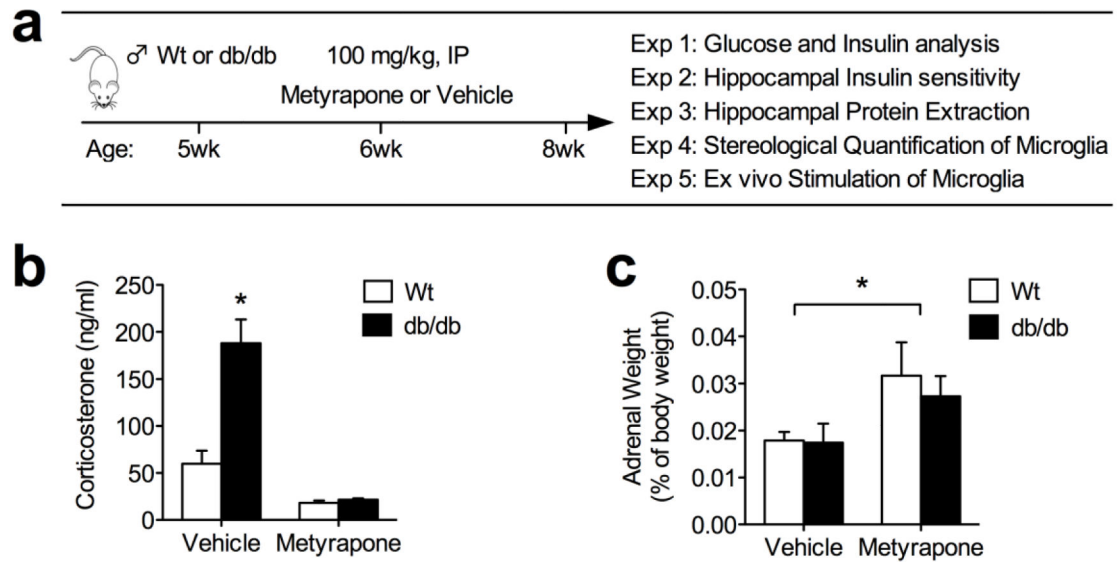 a
♂ Wt or db/db
100 mg/kg, IP
Metyrapone or Vehicle
Age: 5wk 6wk 8wk
Exp 1: Glucose and Insulin analysis
Exp 2: Hippocampal Insulin sensitivity
Exp 3: Hippocampal Protein Extraction
Exp 4: Stereological Quantification of Microglia
Exp 5: Ex vivo Stimulation of Microglia
b
Corticosterone (ng/ml)
250
200
150
100
50
0
*
Wt
db/db
Vehicle Metyrapone
c
Adrenal Weight
(% of body weight)
0.05
0.04
0.03
0.02
0.01
0.00
*
Wt
db/db
Vehicle Metyrapone